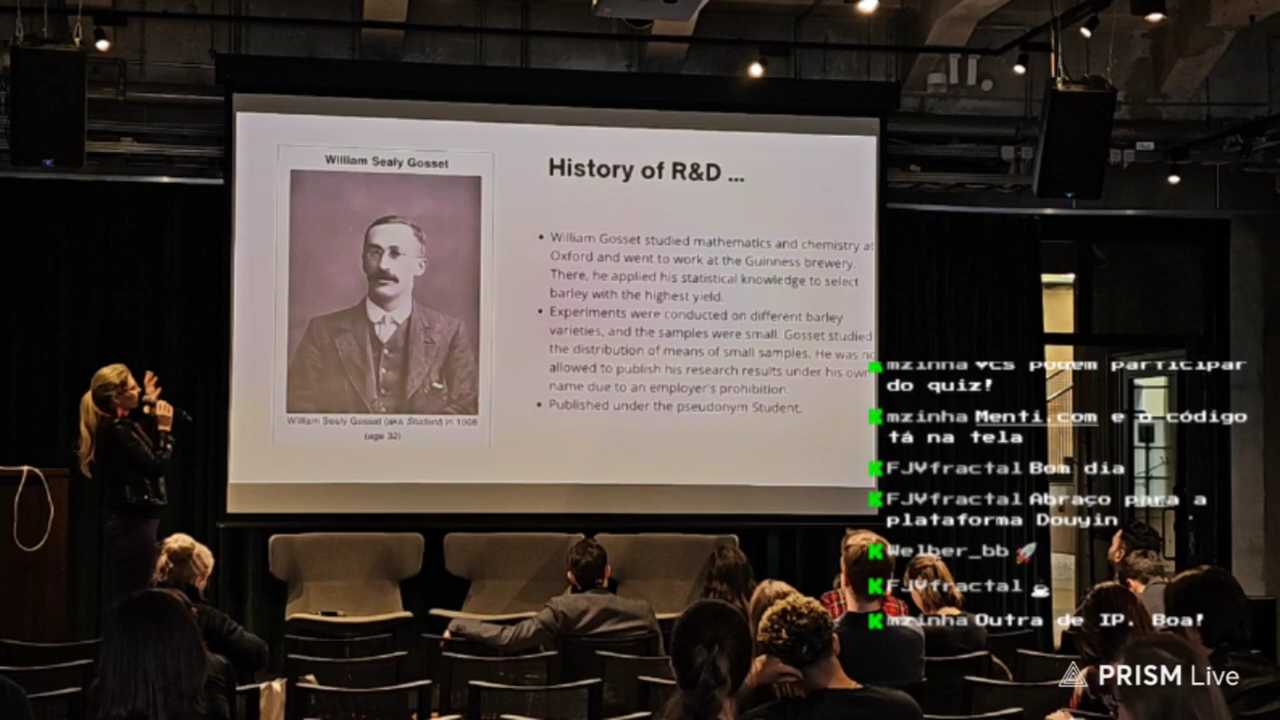 William Sealy Gosset
William Sealy Gosset (aka Student) in 1908
(age 32)
History of R&D ...
• William Gosset studied mathematics and chemistry at
Oxford and went to work at the Guinness brewery.
There, he applied his statistical knowledge to select
barley with the highest yield.
• Experiments were conducted on different barley
varieties, and the samples were small. Gosset studied
the distribution of means of small samples. He was no
allowed to publish his research results under his own
name due to an employer's prohibition.
• Published under the pseudonym Student.
mzinha vcs podem participar
do quiz!
mzinha Menti.com e o código
tá na tela
FJVfractal Bom dia
FJVfractal Abraço para a
plataforma Douyin
Welber_bb 🚀
FJVfractal ☕
mzinha Outra de IP. Boa!
PRISM Live